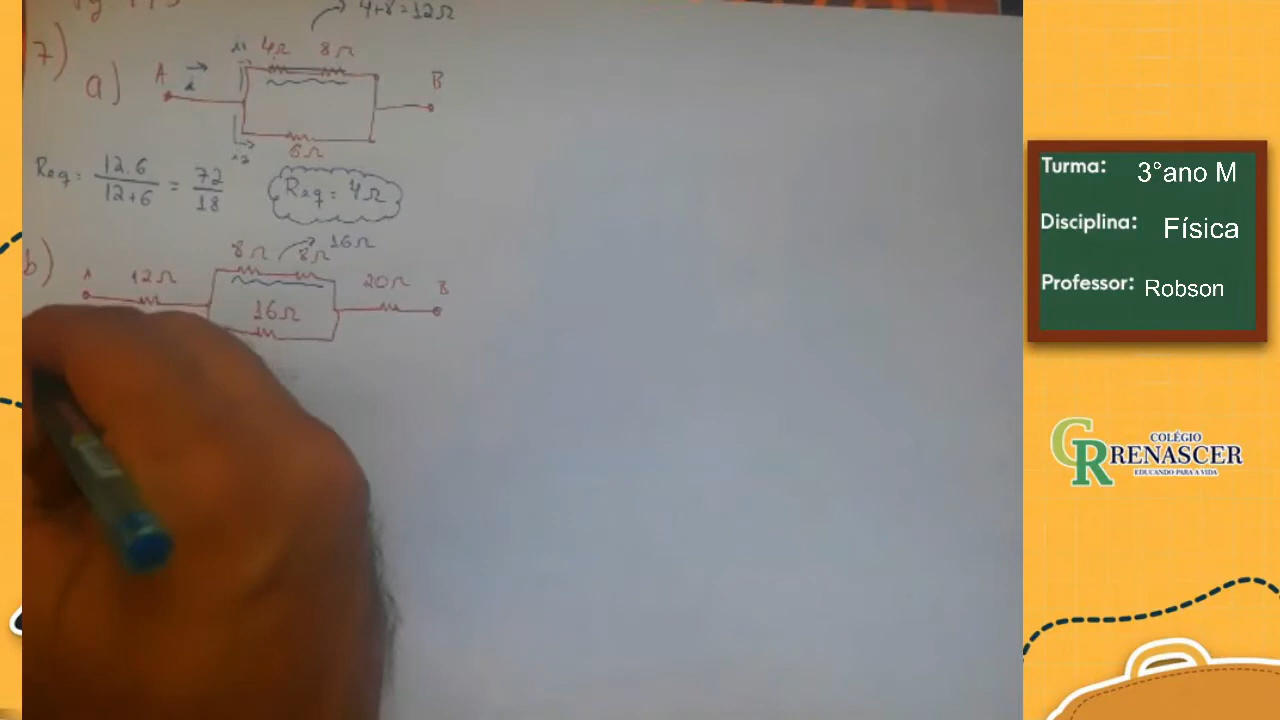 4+8=12Ω
7)
a)
A
i
i1
4Ω
8Ω
B
i2
6Ω
Req = 12.6 / 12+6 = 72 / 18
Req = 4Ω
b)
A
12Ω
8Ω
8Ω
16Ω
16Ω
20Ω
B
Turma: 3°ano M
Disciplina: Física
Professor: Robson
CR
COLÉGIO
RENASCER
EDUCANDO PARA A VIDA